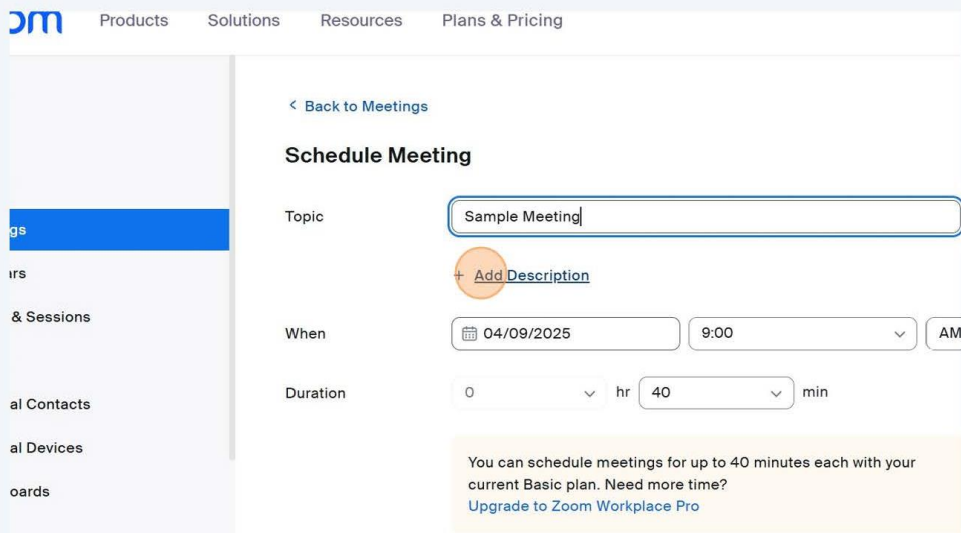 om Products Solutions Resources Plans & Pricing
< Back to Meetings
Schedule Meeting
gs
Topic Sample Meeting
ars
+ Add Description
& Sessions
When 04/09/2025 9:00 AM
Duration 0 hr 40 min
al Contacts
al Devices
You can schedule meetings for up to 40 minutes each with your
current Basic plan. Need more time?
oards
Upgrade to Zoom Workplace Pro